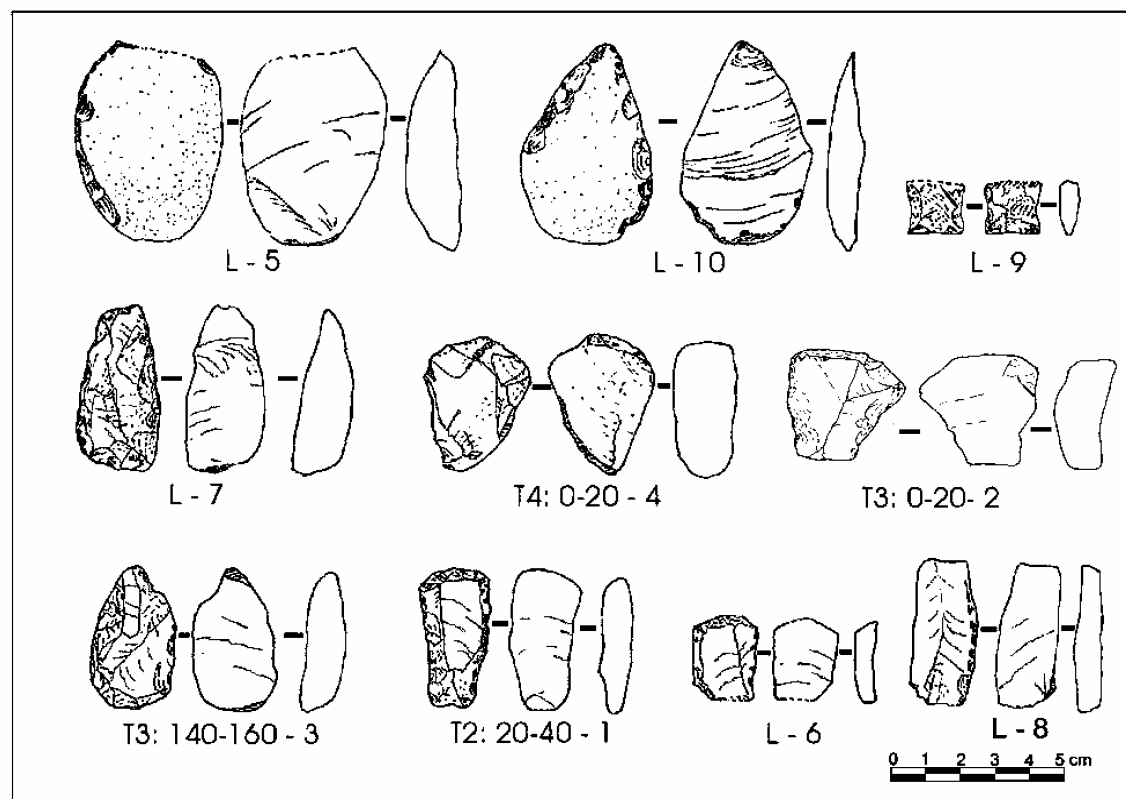 L - 5
L - 10
L - 9
L - 7
T4: 0-20 - 4
T3: 0-20- 2
T3: 140-160 - 3
T2: 20-40 - 1
L - 6
L - 8
0 1 2 3 4 5 cm